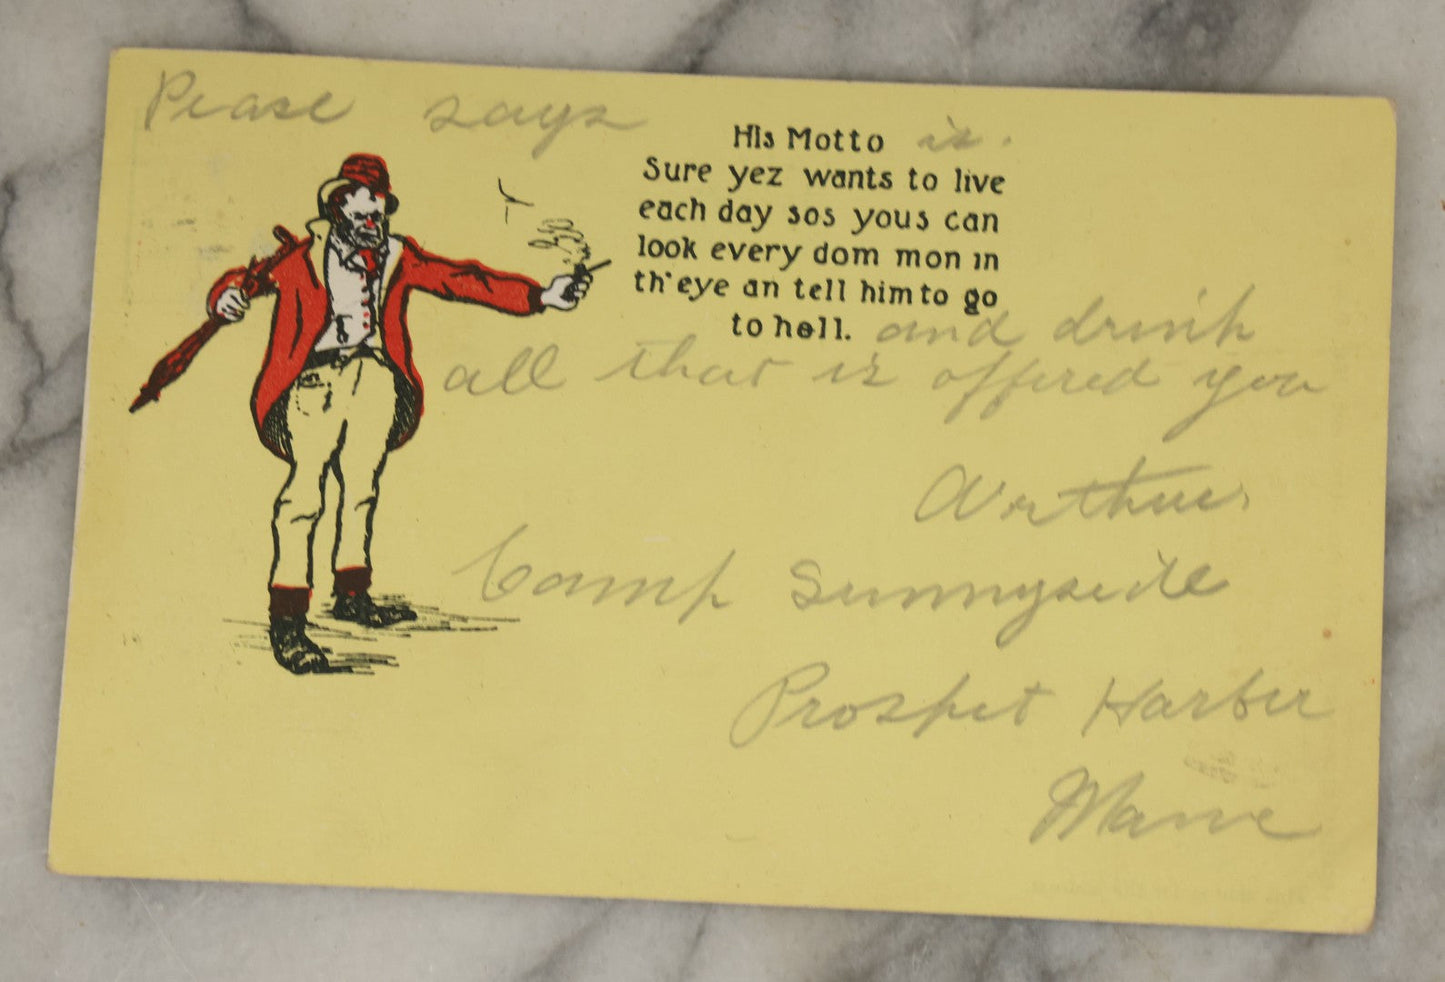 Pease says
His Motto is.
Sure yez wants to live
each day sos yous can
look every dom mon in
th'eye an tell him to go
to hell. and drink
all that is offered you
Arthur.
Camp Sunnyside
Prospet Harber
Maine